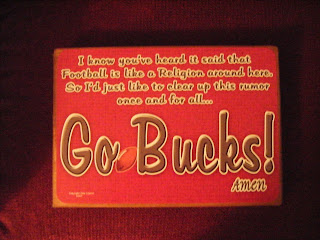 I know you've heard it said that
Football is like a Religion around here.
So I'd just like to clear up this rumor
once and for all...
Go Bucks!
Amen